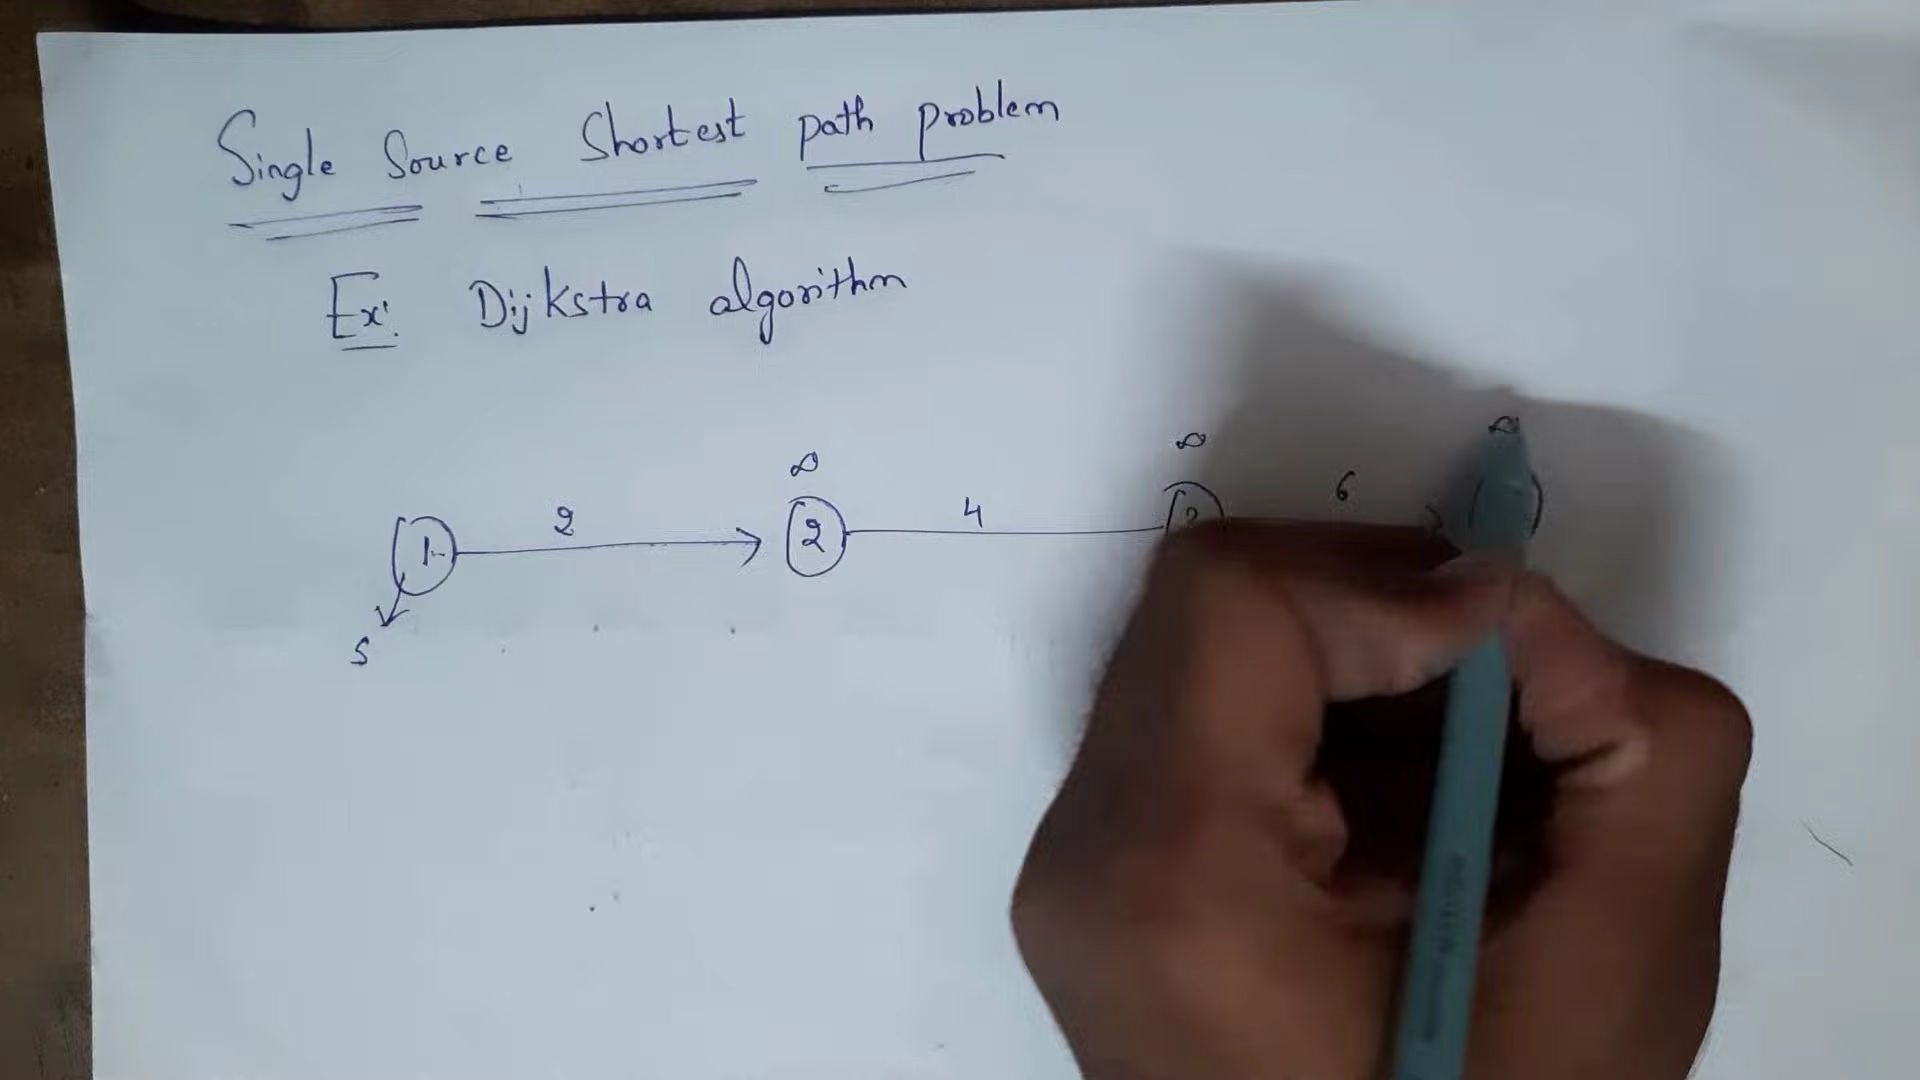 Single Source Shortest path problem
Ex: Dijkstra algorithm
∞ ∞ ∞
2 4 6
1 2
S